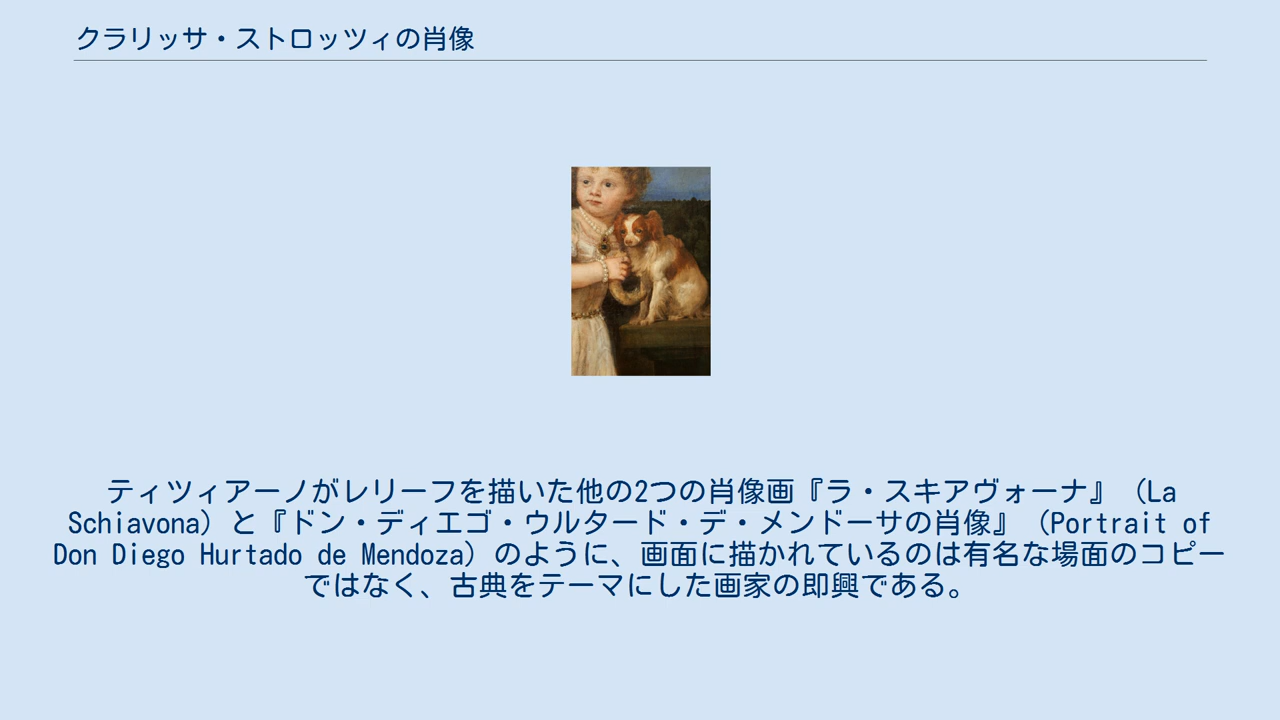 クラリッサ・ストロッツィの肖像
ティツィアーノがレリーフを描いた他の2つの肖像画『ラ・スキアヴォーナ』（La
Schiavona）と『ドン・ディエゴ・ウルタード・デ・メンドーサの肖像』（Portrait of
Don Diego Hurtado de Mendoza）のように、画面に描かれているのは有名な場面のコピー
ではなく、古典をテーマにした画家の即興である。